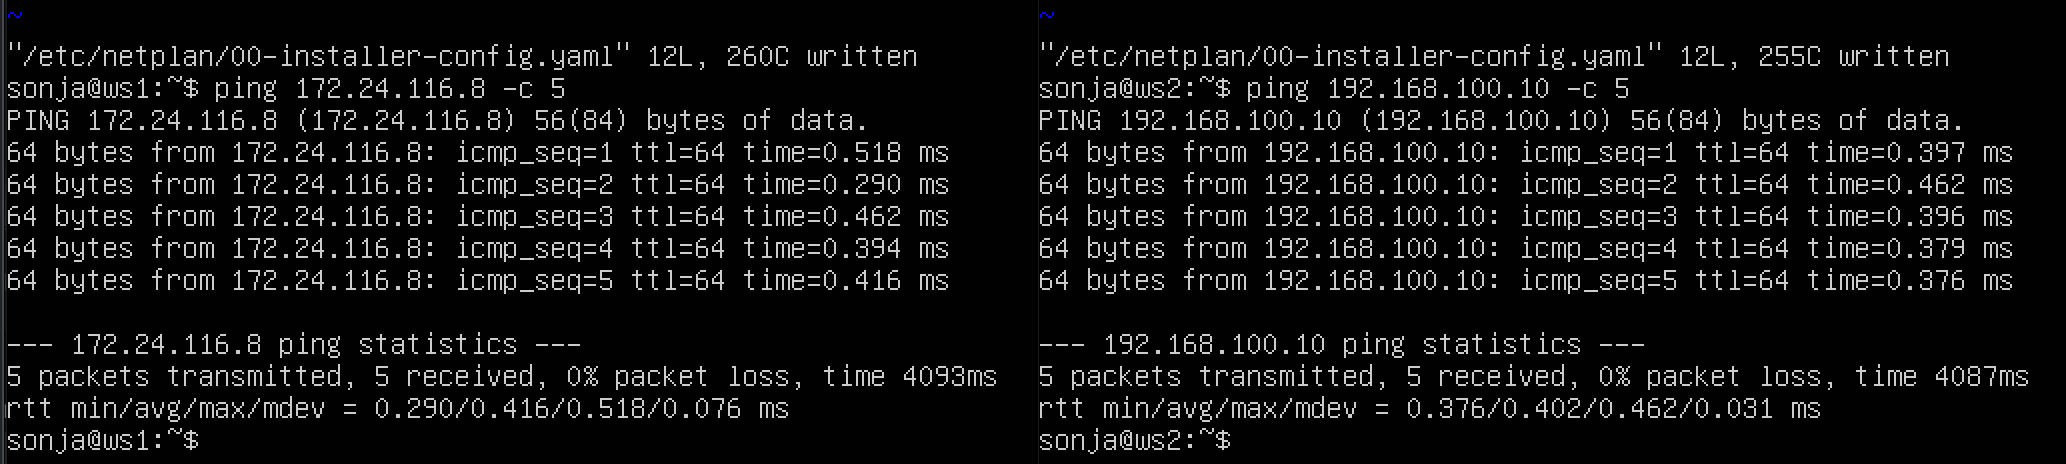 ~
"/etc/netplan/00-installer-config.yaml" 12L, 260C written
sonja@ws1:~$ ping 172.24.116.8 -c 5
PING 172.24.116.8 (172.24.116.8) 56(84) bytes of data.
64 bytes from 172.24.116.8: icmp_seq=1 ttl=64 time=0.518 ms
64 bytes from 172.24.116.8: icmp_seq=2 ttl=64 time=0.290 ms
64 bytes from 172.24.116.8: icmp_seq=3 ttl=64 time=0.462 ms
64 bytes from 172.24.116.8: icmp_seq=4 ttl=64 time=0.394 ms
64 bytes from 172.24.116.8: icmp_seq=5 ttl=64 time=0.416 ms
--- 172.24.116.8 ping statistics ---
5 packets transmitted, 5 received, 0% packet loss, time 4093ms
rtt min/avg/max/mdev = 0.290/0.416/0.518/0.076 ms
sonja@ws1:~$
~
"/etc/netplan/00-installer-config.yaml" 12L, 255C written
sonja@ws2:~$ ping 192.168.100.10 -c 5
PING 192.168.100.10 (192.168.100.10) 56(84) bytes of data.
64 bytes from 192.168.100.10: icmp_seq=1 ttl=64 time=0.397 ms
64 bytes from 192.168.100.10: icmp_seq=2 ttl=64 time=0.462 ms
64 bytes from 192.168.100.10: icmp_seq=3 ttl=64 time=0.396 ms
64 bytes from 192.168.100.10: icmp_seq=4 ttl=64 time=0.379 ms
64 bytes from 192.168.100.10: icmp_seq=5 ttl=64 time=0.376 ms
--- 192.168.100.10 ping statistics ---
5 packets transmitted, 5 received, 0% packet loss, time 4087ms
rtt min/avg/max/mdev = 0.376/0.402/0.462/0.031 ms
sonja@ws2:~$